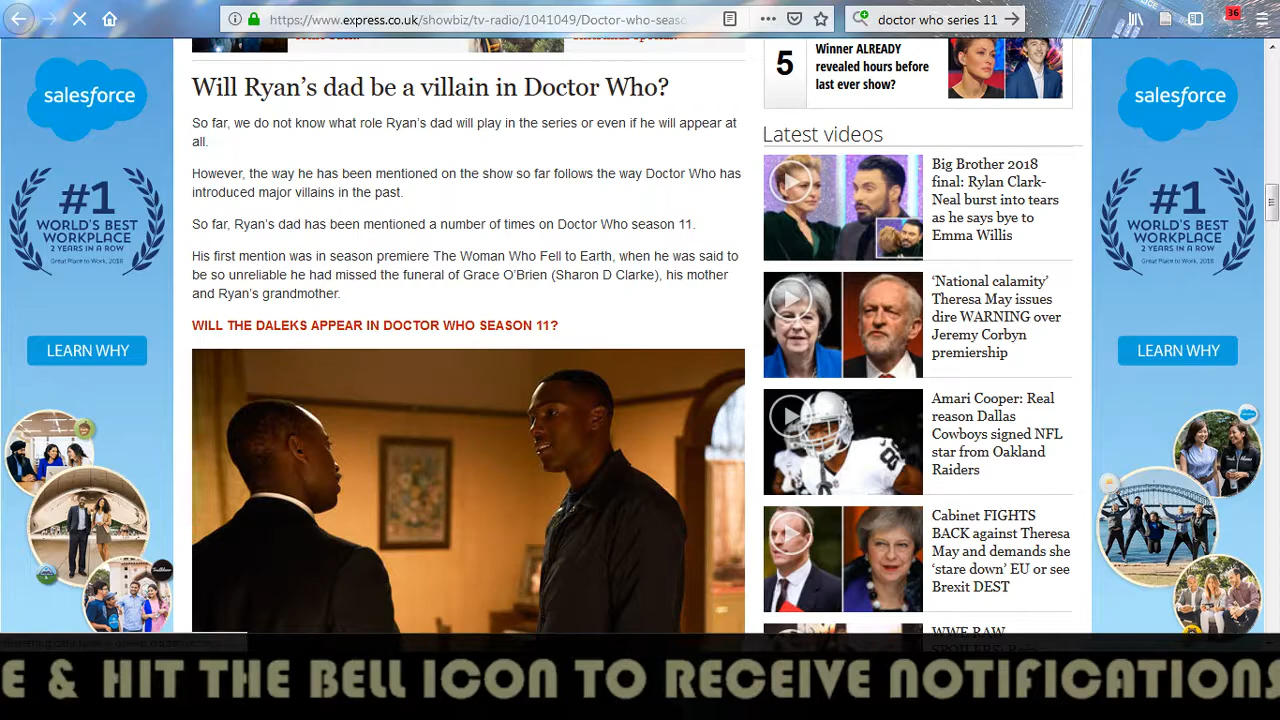 https://www.express.co.uk/showbiz/tv-radio/1041049/Doctor-who-seaso
doctor who series 11
36
Will Ryan's dad be a villain in Doctor Who?
So far, we do not know what role Ryan's dad will play in the series or even if he will appear at
all.
However, the way he has been mentioned on the show so far follows the way Doctor Who has
introduced major villains in the past.
So far, Ryan's dad has been mentioned a number of times on Doctor Who season 11.
His first mention was in season premiere The Woman Who Fell to Earth, when he was said to
be so unreliable he had missed the funeral of Grace O'Brien (Sharon D Clarke), his mother
and Ryan's grandmother.
WILL THE DALEKS APPEAR IN DOCTOR WHO SEASON 11?
5
Winner ALREADY
revealed hours before
last ever show?
Latest videos
Big Brother 2018
final: Rylan Clark-
Neal burst into tears
as he says bye to
Emma Willis
'National calamity'
Theresa May issues
dire WARNING over
Jeremy Corbyn
premiership
Amari Cooper: Real
reason Dallas
Cowboys signed NFL
star from Oakland
Raiders
Cabinet FIGHTS
BACK against Theresa
May and demands she
'stare down' EU or see
Brexit DEST
WWE RAW
salesforce
#1
WORLD'S BEST
WORKPLACE
2 YEARS IN A ROW
Great Place to Work, 2018
LEARN WHY
salesforce
#1
WORLD'S BEST
WORKPLACE
2 YEARS IN A ROW
Great Place to Work, 2018
LEARN WHY
E & HIT THE BELL ICON TO RECEIVE NOTIFICATIONS